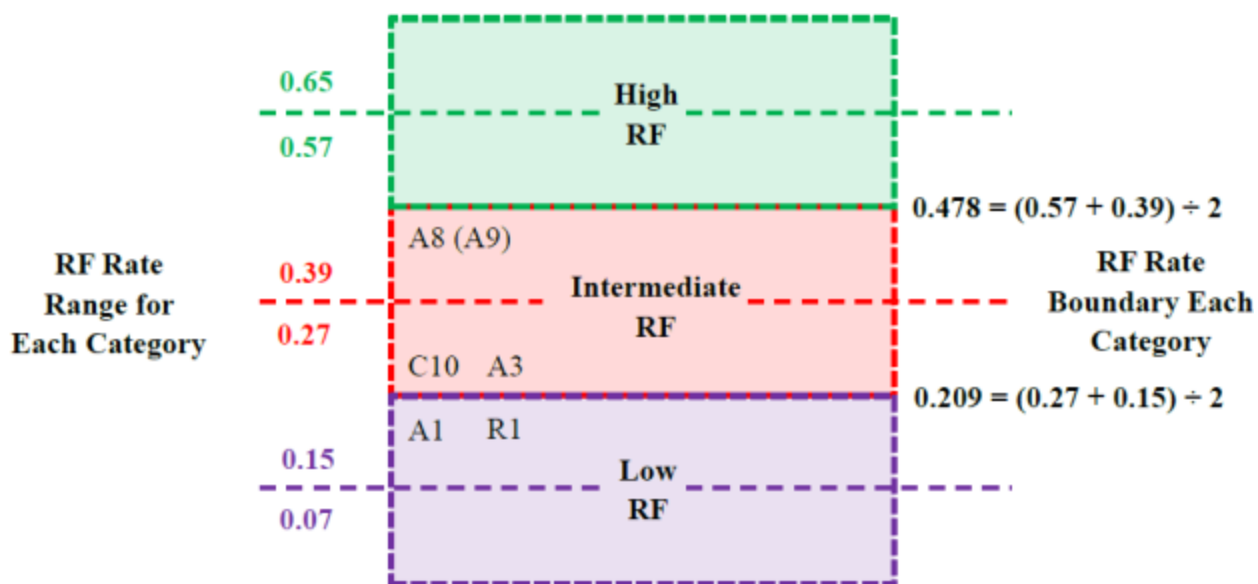 0.65
High
0.57
RF
0.478 = (0.57 + 0.39) ÷ 2
A8 (A9)
RF Rate
Range for
Each Category
0.39
Intermediate
0.27
RF
RF Rate
Boundary Each
Category
C10 A3
0.209 = (0.27 + 0.15) ÷ 2
A1 R1
0.15
Low
0.07
RF